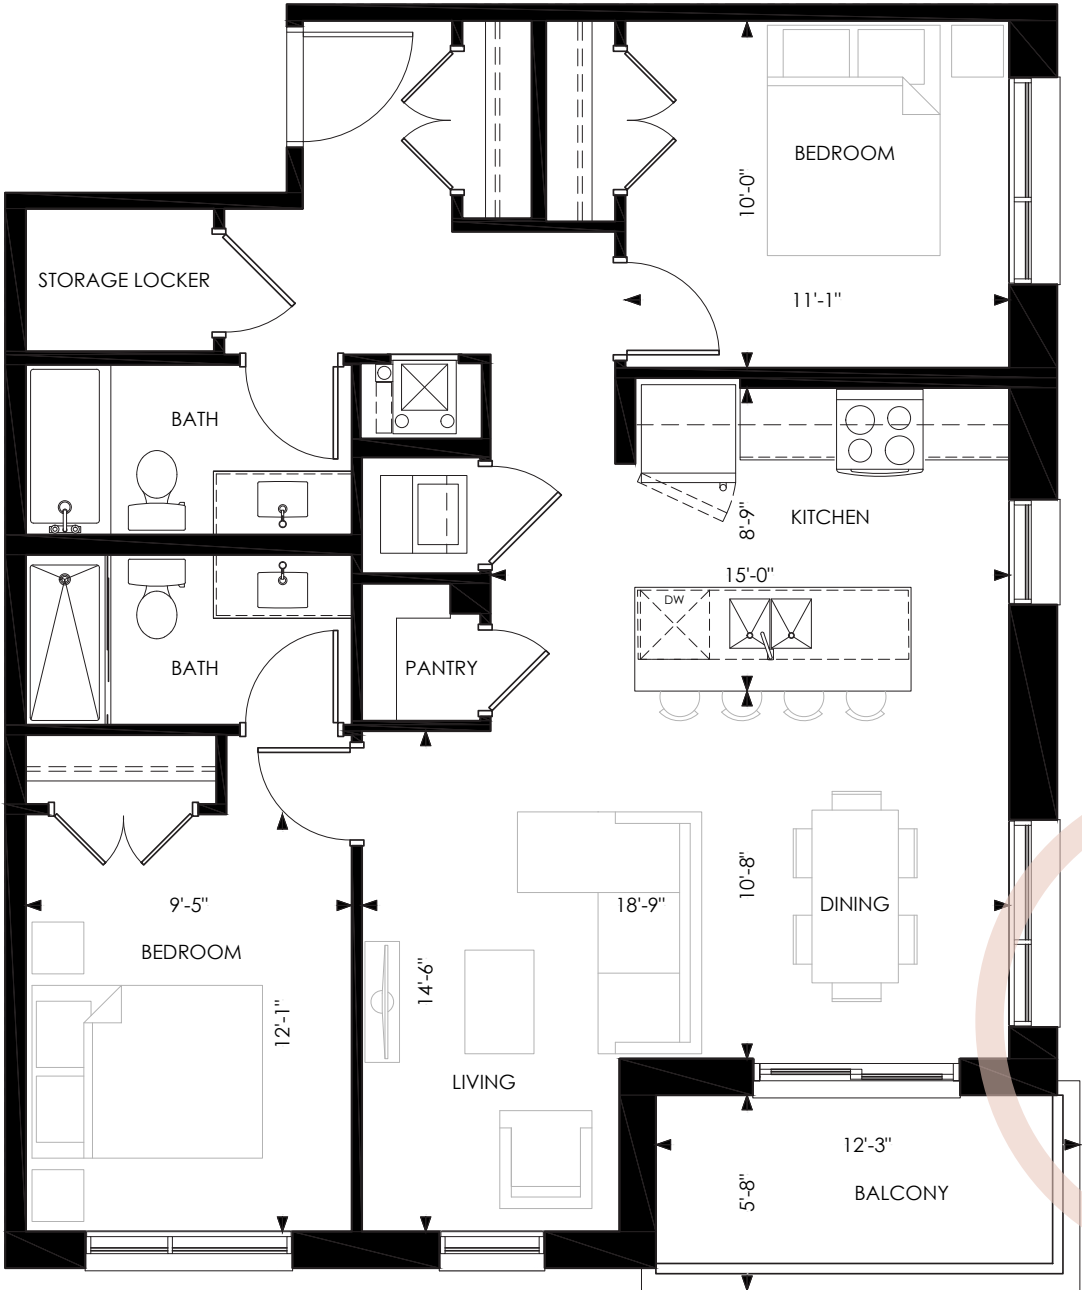 BEDROOM
10'-0"
STORAGE LOCKER
11'-1"
BATH
KITCHEN
8'-9"
15'-0"
DW
BATH
PANTRY
10'-8"
9'-5"
18'-9"
DINING
BEDROOM
14'-6"
12'-1"
LIVING
12'-3"
5'-8"
BALCONY